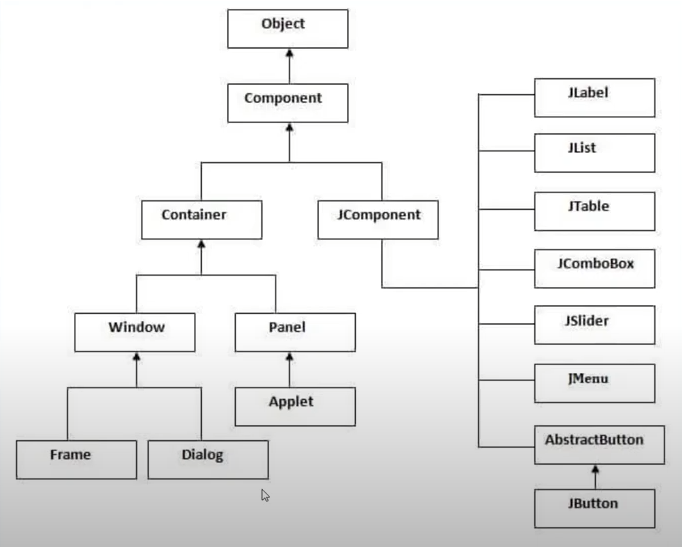 Object
Component
JLabel
JList
JTable
Container
JComponent
JComboBox
Window
Panel
JSlider
JMenu
Applet
AbstractButton
Frame
Dialog
JButton